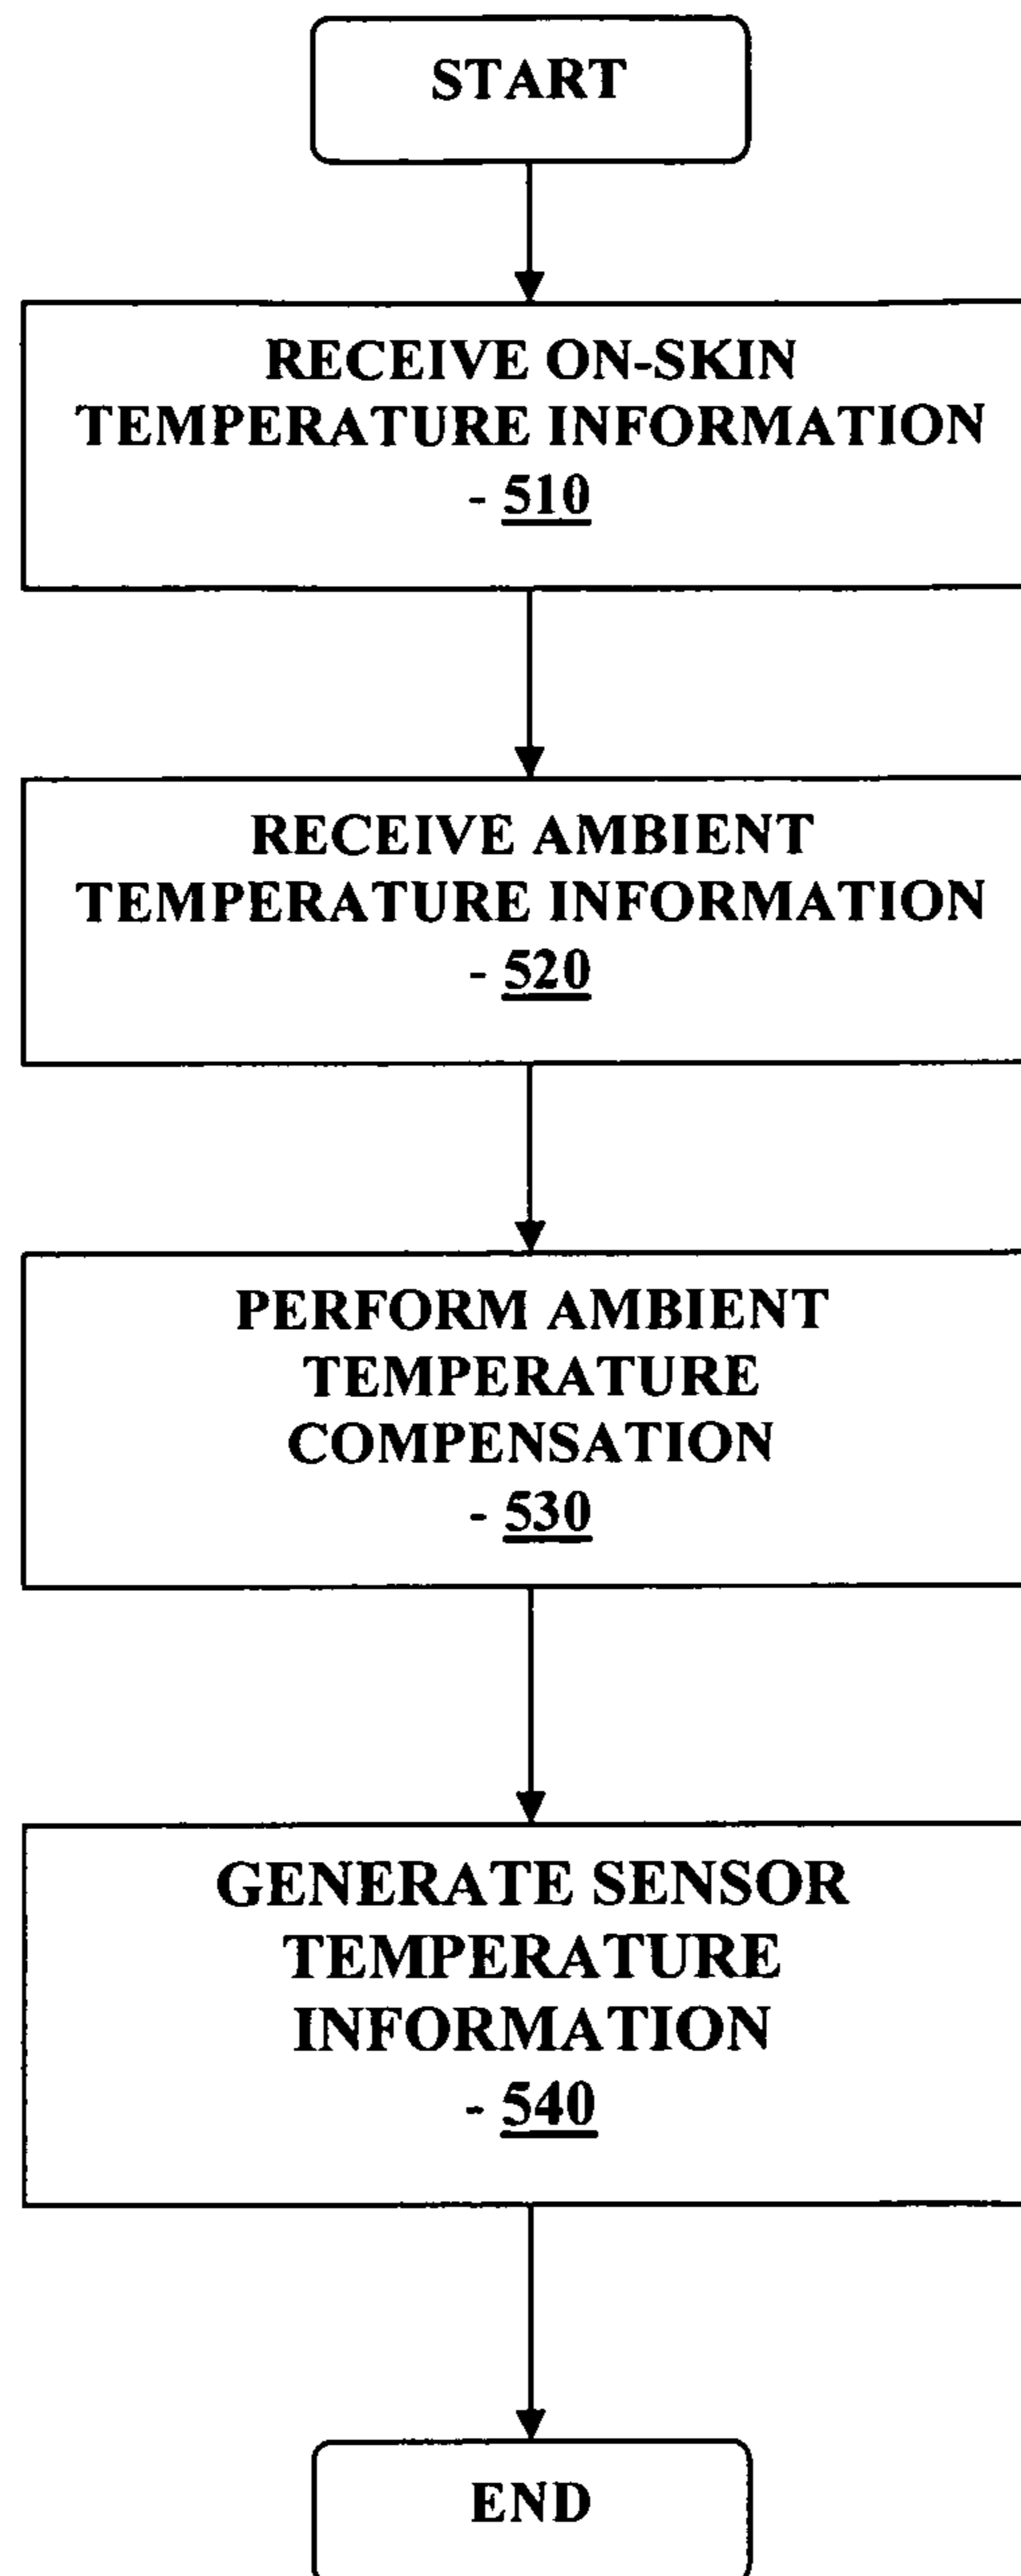 START
RECEIVE ON-SKIN
TEMPERATURE INFORMATION
- 510
RECEIVE AMBIENT
TEMPERATURE INFORMATION
- 520
PERFORM AMBIENT
TEMPERATURE
COMPENSATION
- 530
GENERATE SENSOR
TEMPERATURE
INFORMATION
- 540
END